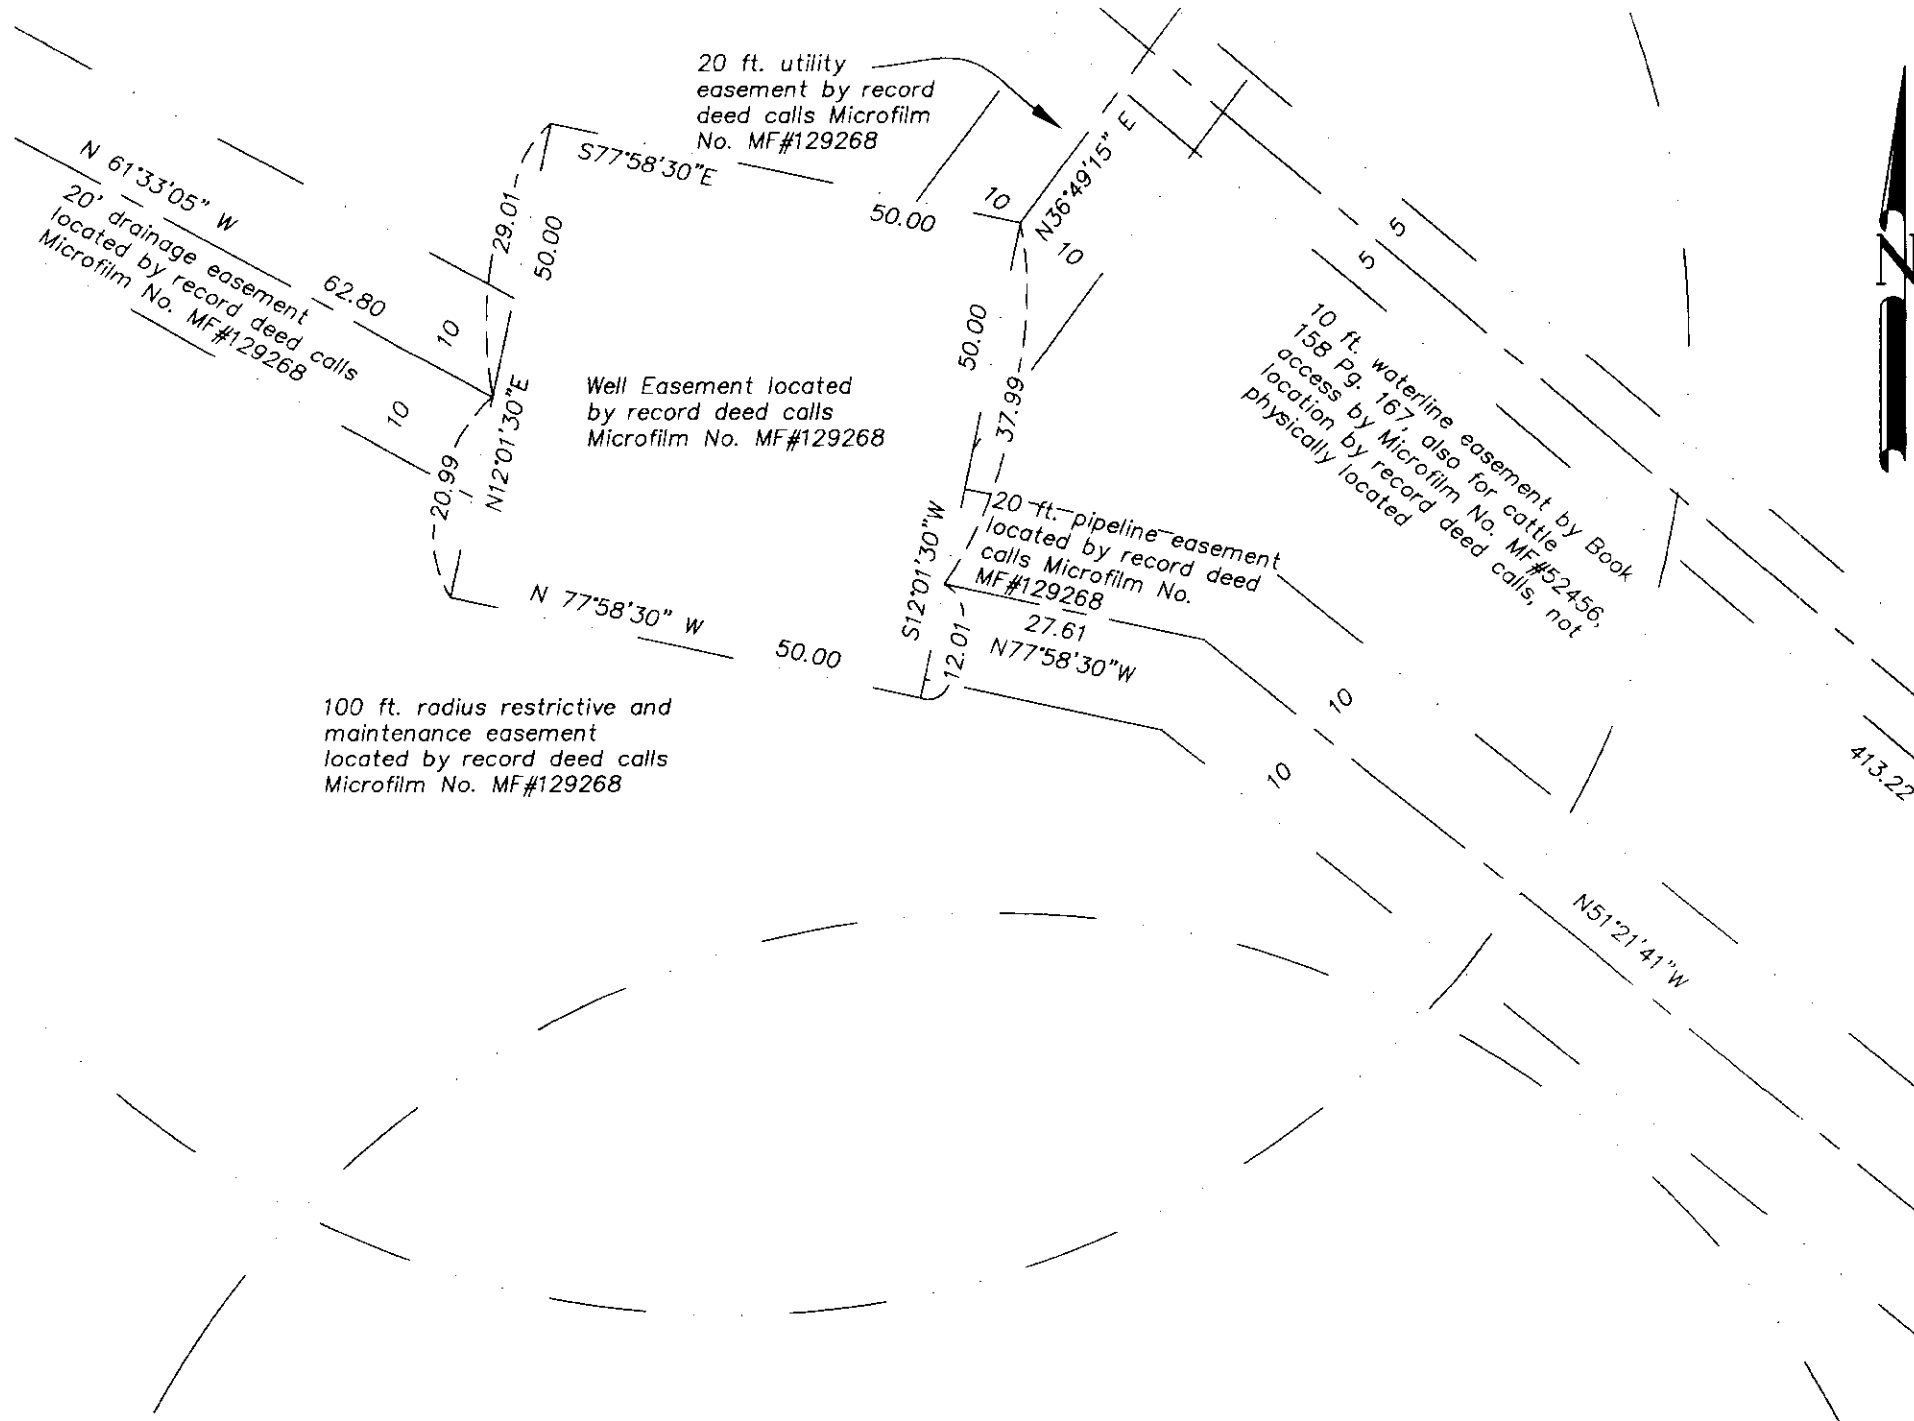 20 ft. utility
easement by record
deed calls Microfilm
No. MF#129268
N
N 61°33'05" W
20' drainage easement
located by record deed calls
Microfilm No. MF#129268
62.80
10
10
29.01
50.00
S77°58'30"E
50.00
10
N36°49'15" E
10
5
5
10 ft. waterline easement by Book
158 Pg. 167, also for cattle
access by Microfilm No. MF#52456,
location by record deed calls, not
physically located
Well Easement located
by record deed calls
Microfilm No. MF#129268
50.00
37.99
20.99
N12°01'30"E
20 ft. pipeline easement
located by record deed
calls Microfilm No.
MF#129268
27.61
N77°58'30"W
S12°01'30"W
12.01
N 77°58'30" W
50.00
100 ft. radius restrictive and
maintenance easement
located by record deed calls
Microfilm No. MF#129268
10
10
413.22
N51°21'41"W